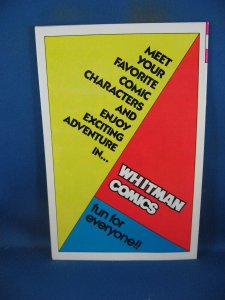 MEET
YOUR
FAVORITE
COMIC
CHARACTERS
AND
ENJOY
EXCITING
ADVENTURE
IN...
WHITMAN
COMICS
fun for
everyone!!